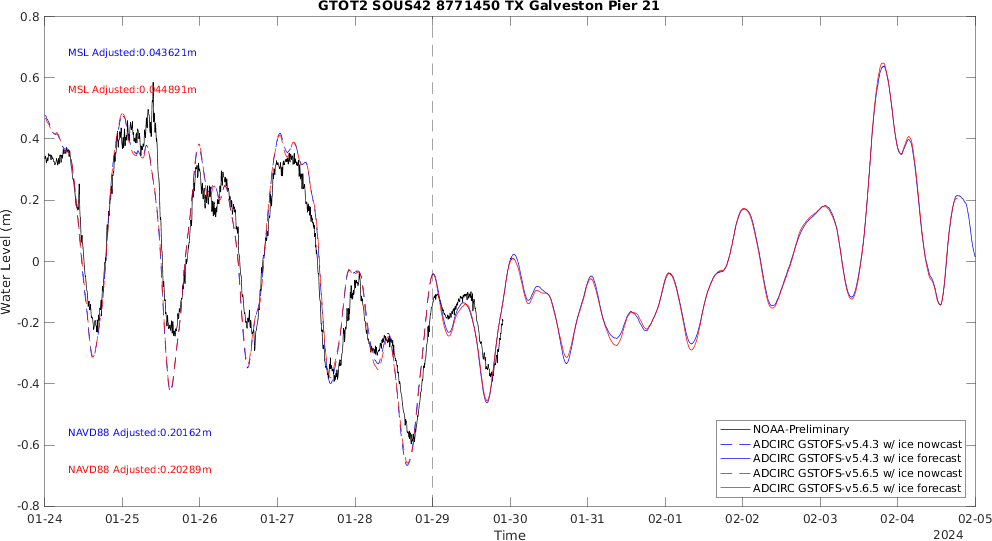 GTOT2 SOUS42 8771450 TX Galveston Pier 21
MSL Adjusted:0.043621m
MSL Adjusted:0.044891m
NAVD88 Adjusted:0.20162m
NAVD88 Adjusted:0.20289m
Water Level (m)
0.8
0.6
0.4
0.2
0
-0.2
-0.4
-0.6
-0.8
NOAA-Preliminary
ADCIRC GSTOFS-v5.4.3 w/ ice nowcast
ADCIRC GSTOFS-v5.4.3 w/ ice forecast
ADCIRC GSTOFS-v5.6.5 w/ ice nowcast
ADCIRC GSTOFS-v5.6.5 w/ ice forecast
01-24 01-25 01-26 01-27 01-28 01-29 01-30 01-31 02-01 02-02 02-03 02-04 02-05
Time
2024